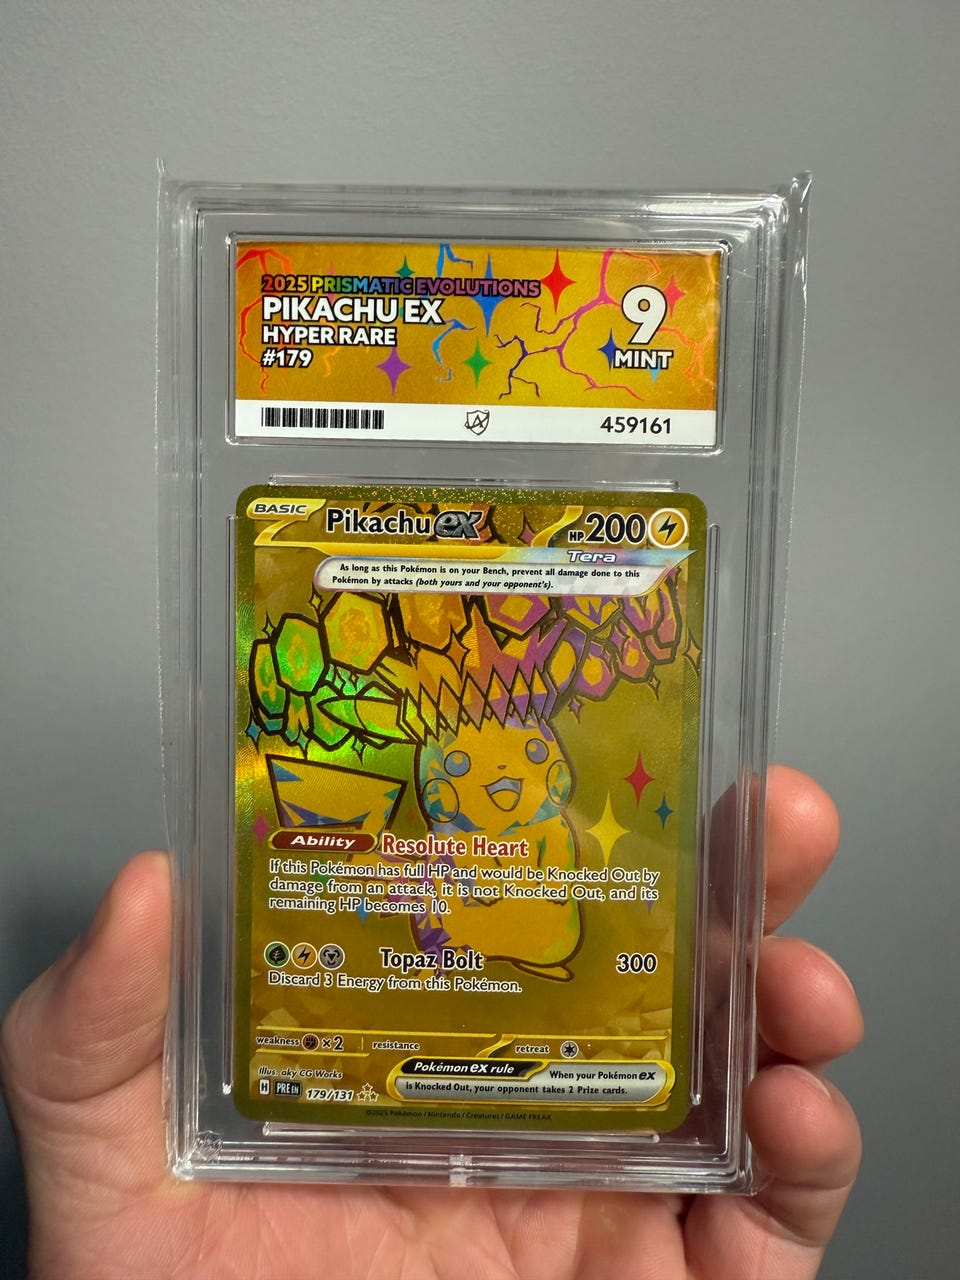 2025 PRISMATIC EVOLUTIONS
PIKACHU EX
HYPER RARE
#179
9
MINT
459161
BASIC
Pikachu ex
HP 200
Tera
As long as this Pokémon is on your Bench, prevent all damage done to this
Pokémon by attacks (both yours and your opponent's).
Ability Resolute Heart
If this Pokémon has full HP and would be Knocked Out by
damage from an attack, it is not Knocked Out, and its
remaining HP becomes 10.
Topaz Bolt 300
Discard 3 Energy from this Pokémon.
weakness ×2 resistance retreat
Illus. aky CG Works
Pokémon ex rule
When your Pokémon ex
is Knocked Out, your opponent takes 2 Prize cards.
H PRE EN 179/131
©2025 Pokémon / Nintendo / Creatures / GAME FREAK